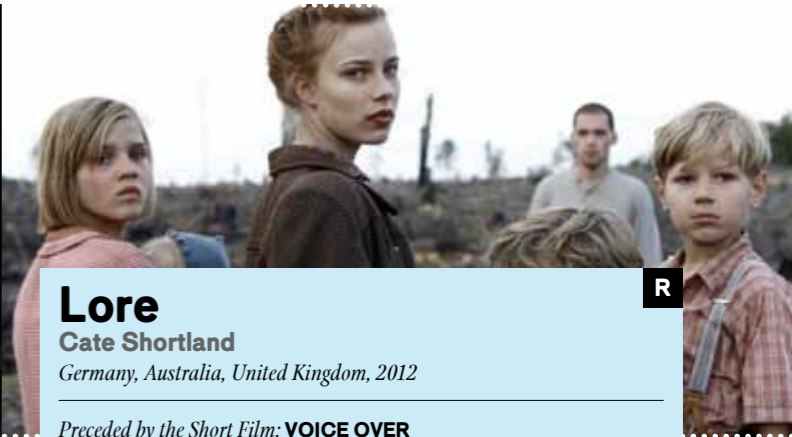 R
Lore
Cate Shortland
Germany, Australia, United Kingdom, 2012
Preceded by the Short Film: VOICE OVER